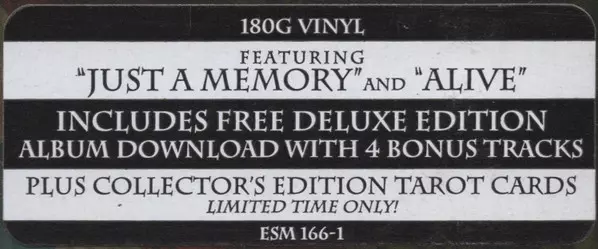 180G VINYL
FEATURING
"JUST A MEMORY" AND "ALIVE"
INCLUDES FREE DELUXE EDITION
ALBUM DOWNLOAD WITH 4 BONUS TRACKS
PLUS COLLECTOR'S EDITION TAROT CARDS
LIMITED TIME ONLY!
ESM 166-1